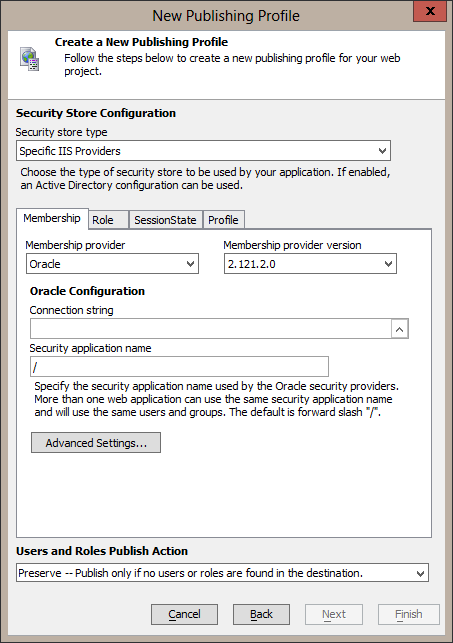 New Publishing Profile
Create a New Publishing Profile
Follow the steps below to create a new publishing profile for your web
project.
Security Store Configuration
Security store type
Specific IIS Providers
Choose the type of security store to be used by your application. If enabled,
an Active Directory configuration can be used.
Membership Role SessionState Profile
Membership provider Membership provider version
Oracle 2.121.2.0
Oracle Configuration
Connection string
Security application name
/
Specify the security application name used by the Oracle security providers.
More than one web application can use the same security application name
and will use the same users and groups. The default is forward slash "/".
Advanced Settings...
Users and Roles Publish Action
Preserve -- Publish only if no users or roles are found in the destination.
Cancel Back Next Finish